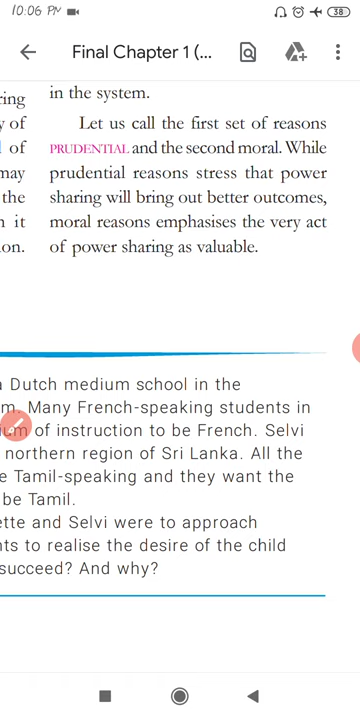 10:06 PM
38
Final Chapter 1 (...
ring
y of
of
may
the
it
on.
in the system.
Let us call the first set of reasons
PRUDENTIAL and the second moral. While
prudential reasons stress that power
sharing will bring out better outcomes,
moral reasons emphasises the very act
of power sharing as valuable.
Dutch medium school in the
m. Many French-speaking students in
ium of instruction to be French. Selvi
northern region of Sri Lanka. All the
e Tamil-speaking and they want the
be Tamil.
ette and Selvi were to approach
nts to realise the desire of the child
succeed? And why?